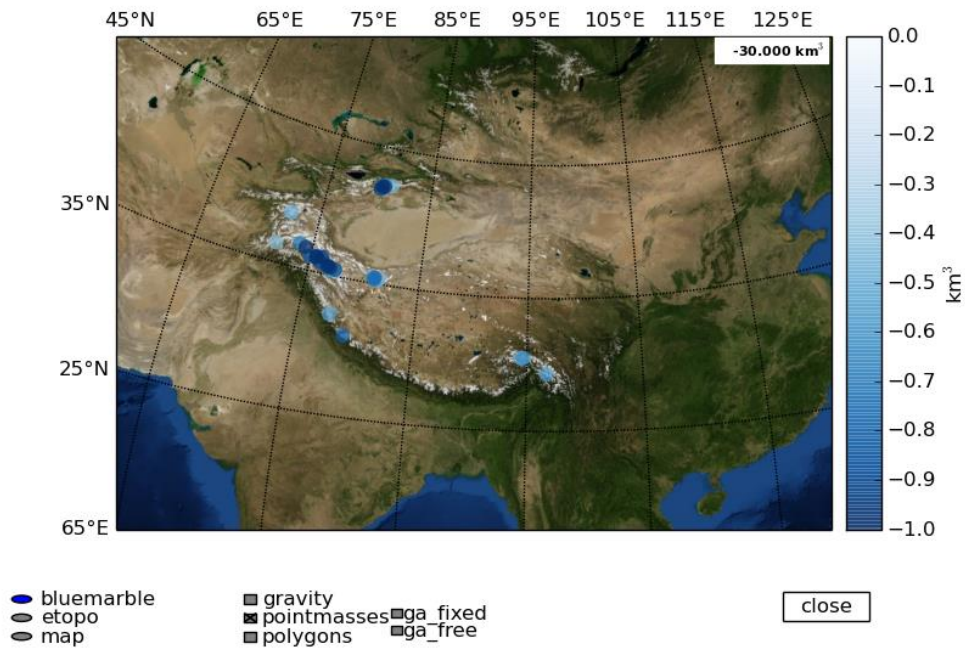 45°N 65°E 75°E 85°E 95°E 105°E 115°E 125°E
-30.000 km³
0.0
−0.1
−0.2
−0.3
35°N
−0.4
−0.5
km³
−0.6
25°N
−0.7
−0.8
−0.9
65°E
−1.0
bluemarble
etopo
map
gravity
pointmasses
polygons
ga_fixed
ga_free
close